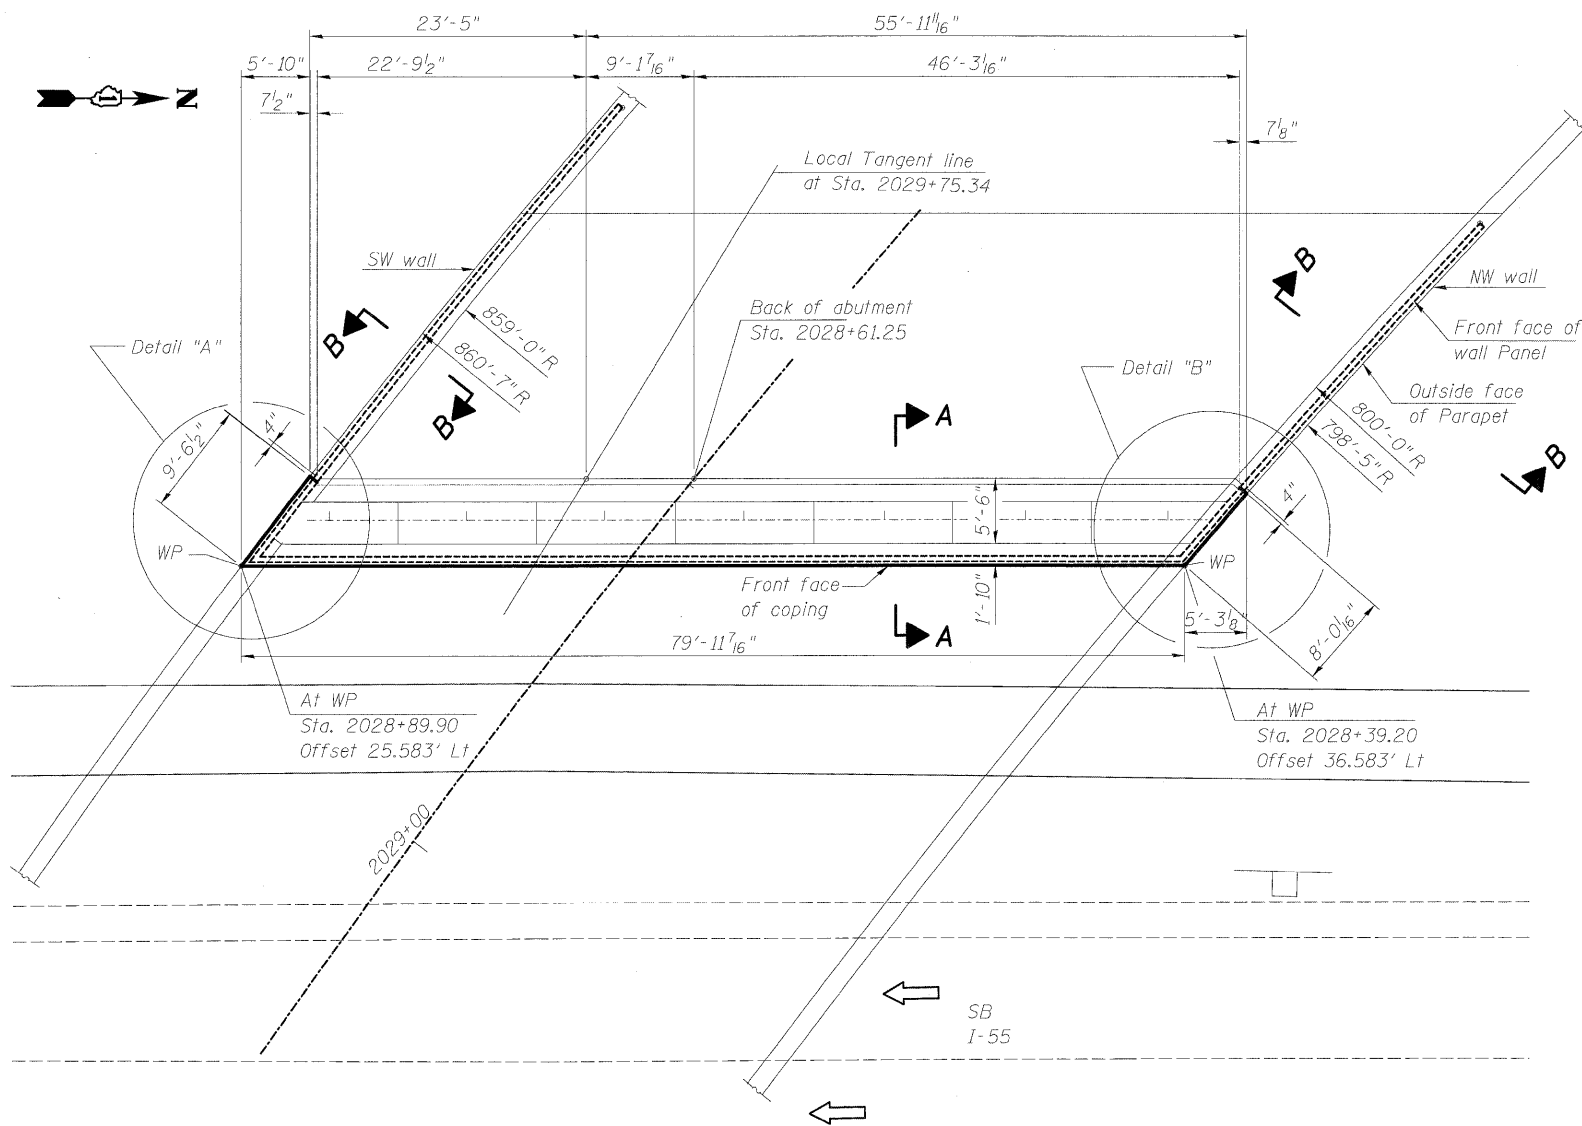 23'-5"
55'-11 11/16"
5'-10"
22'-9 1/2"
9'-1 7/16"
46'-3 3/16"
N
7 1/2"
7 1/8"
Local Tangent line
at Sta. 2029+75.34
SW wall
B
NW wall
Back of abutment
Sta. 2028+61.25
859'-0" R
860'-7" R
Front face of
wall Panel
B
Detail "A"
Detail "B"
Outside face
of Parapet
800'-0" R
798'-5" R
B
A
B
4"
9'-6 1/2"
4"
5'-6"
WP
WP
Front face
of coping
1'-10"
A
5'-3 1/8"
8'-0 1/16"
79'-11 7/16"
At WP
Sta. 2028+89.90
Offset 25.583' Lt
At WP
Sta. 2028+39.20
Offset 36.583' Lt
2029+00
SB
I-55